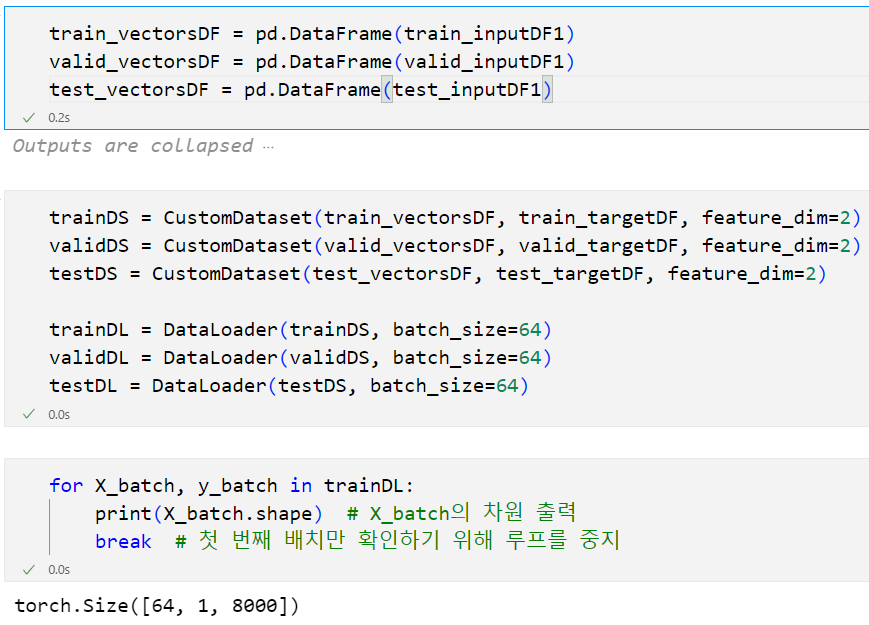 train_vectorsDF = pd.DataFrame(train_inputDF1)
valid_vectorsDF = pd.DataFrame(valid_inputDF1)
test_vectorsDF = pd.DataFrame(test_inputDF1)
✓ 0.2s
Outputs are collapsed ...
trainDS = CustomDataset(train_vectorsDF, train_targetDF, feature_dim=2)
validDS = CustomDataset(valid_vectorsDF, valid_targetDF, feature_dim=2)
testDS = CustomDataset(test_vectorsDF, test_targetDF, feature_dim=2)
trainDL = DataLoader(trainDS, batch_size=64)
validDL = DataLoader(validDS, batch_size=64)
testDL = DataLoader(testDS, batch_size=64)
✓ 0.0s
for X_batch, y_batch in trainDL:
    print(X_batch.shape)  # X_batch의 차원 출력
    break  # 첫 번째 배치만 확인하기 위해 루프를 중지
✓ 0.0s
torch.Size([64, 1, 8000])